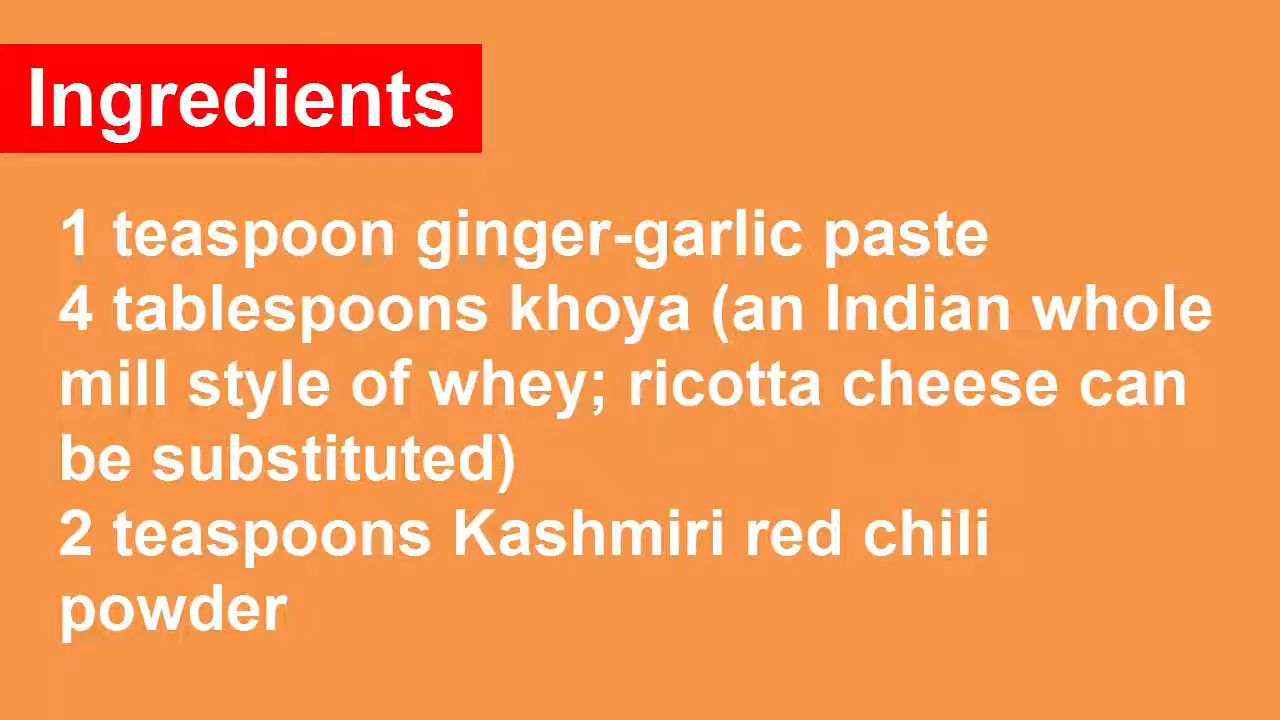 Ingredients
1 teaspoon ginger-garlic paste
4 tablespoons khoya (an Indian whole
mill style of whey; ricotta cheese can
be substituted)
2 teaspoons Kashmiri red chili
powder